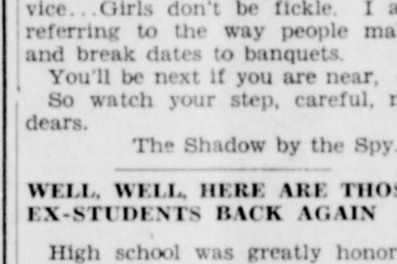 vice...Girls don't be fickle. I a
referring to the way people ma
and break dates to banquets.
You'll be next if you are near,
So watch your step, careful,
dears.
The Shadow by the Spy.
WELL, WELL, HERE ARE THOS
EX-STUDENTS BACK AGAIN
High school was greatly honor